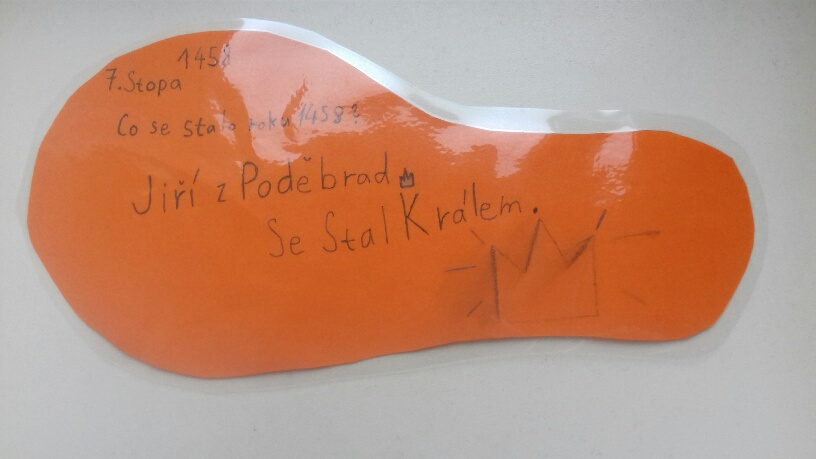 1458
7. Stopa
Co se stalo roku 1458?
Jiří z Poděbrad
Se Stal Králem.